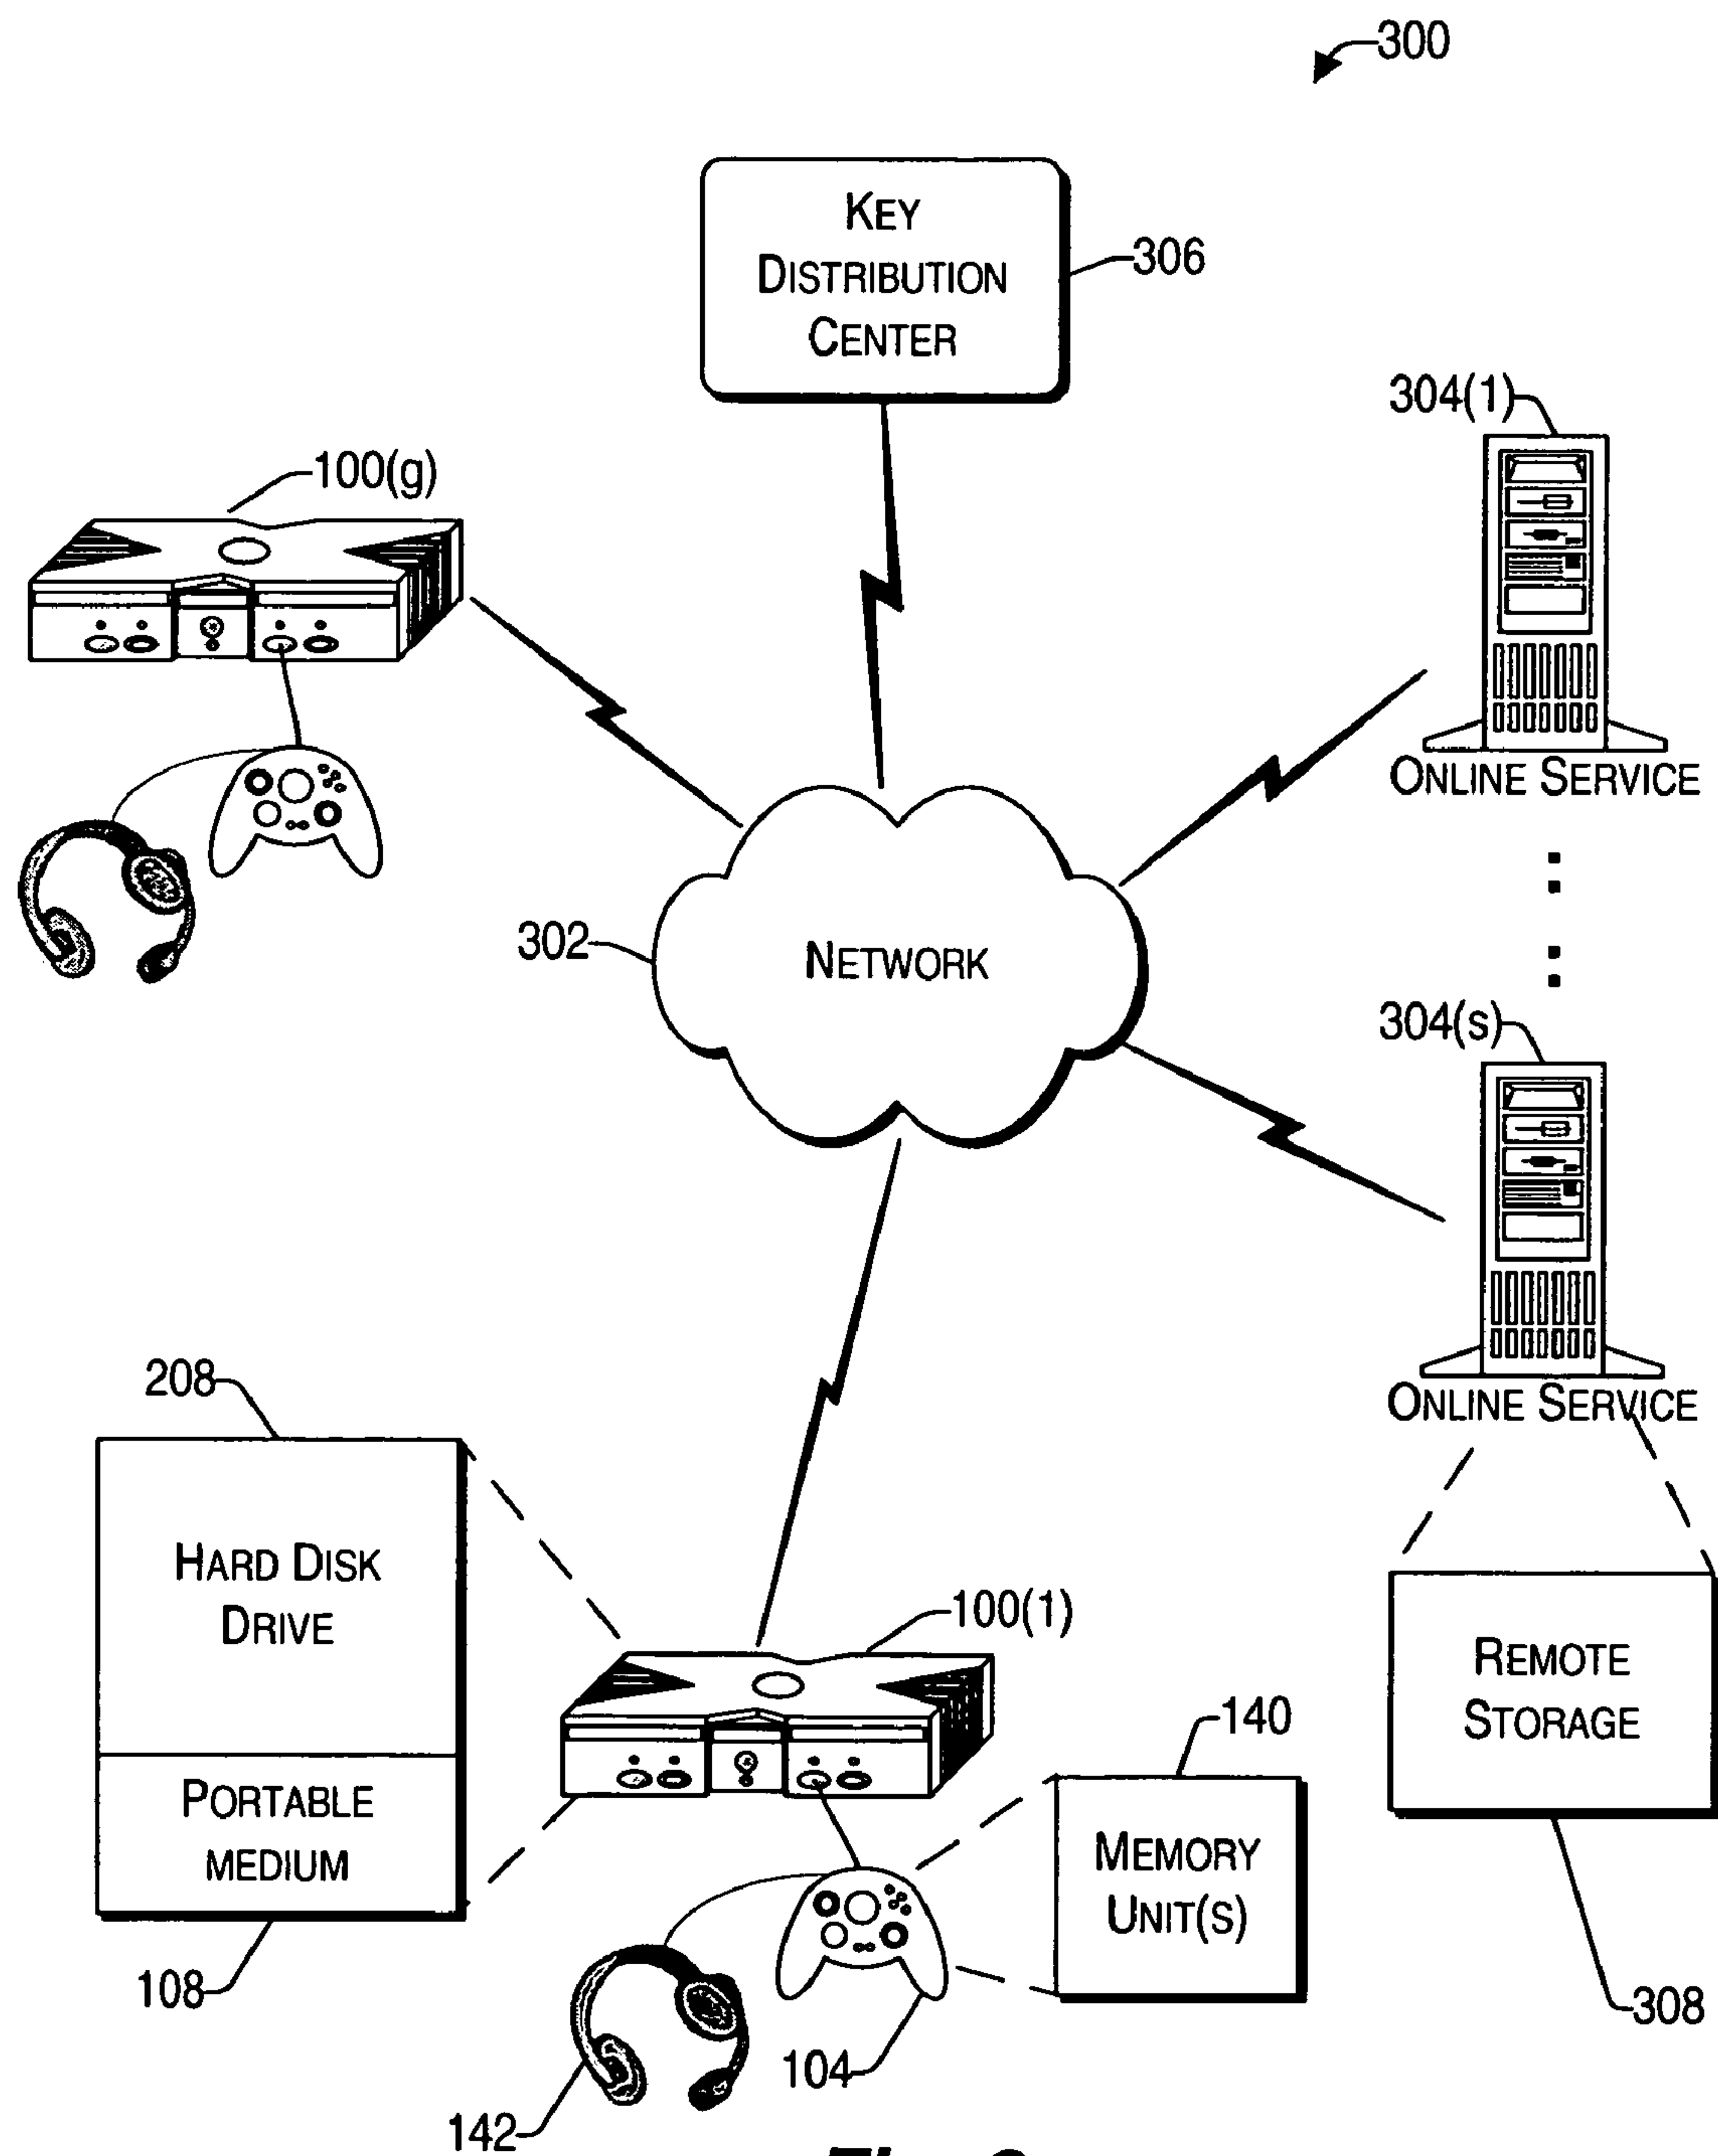 300
KEY
DISTRIBUTION
CENTER
306
304(1)
100(g)
ONLINE SERVICE
302
NETWORK
304(s)
208
ONLINE SERVICE
HARD DISK
DRIVE
100(1)
REMOTE
STORAGE
140
PORTABLE
MEDIUM
MEMORY
UNIT(S)
108
308
104
142